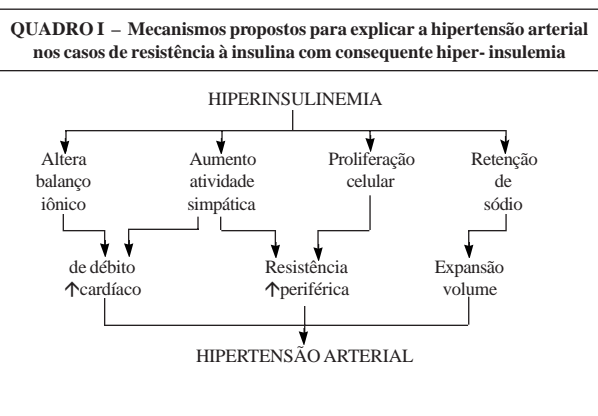 QUADRO I – Mecanismos propostos para explicar a hipertensão arterial
nos casos de resistência à insulina com consequente hiper- insulemia
HIPERINSULINEMIA
Altera
balanço
iônico
Aumento
atividade
simpática
Proliferação
celular
Retenção
de
sódio
de débito
↑cardíaco
Resistência
↑periférica
Expansão
volume
HIPERTENSÃO ARTERIAL